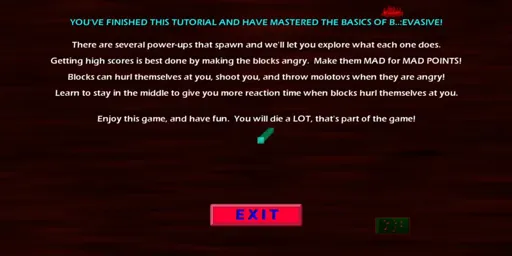 YOU'VE FINISHED THIS TUTORIAL AND HAVE MASTERED THE BASICS OF B..:EVASIVE!
There are several power-ups that spawn and we'll let you explore what each one does.
Getting high scores is best done by making the blocks angry. Make them MAD for MAD POINTS!
Blocks can hurl themselves at you, shoot you, and throw molotovs when they are angry!
Learn to stay in the middle to give you more reaction time when blocks hurl themselves at you.
Enjoy this game, and have fun. You will die a LOT, that's part of the game!
EXIT